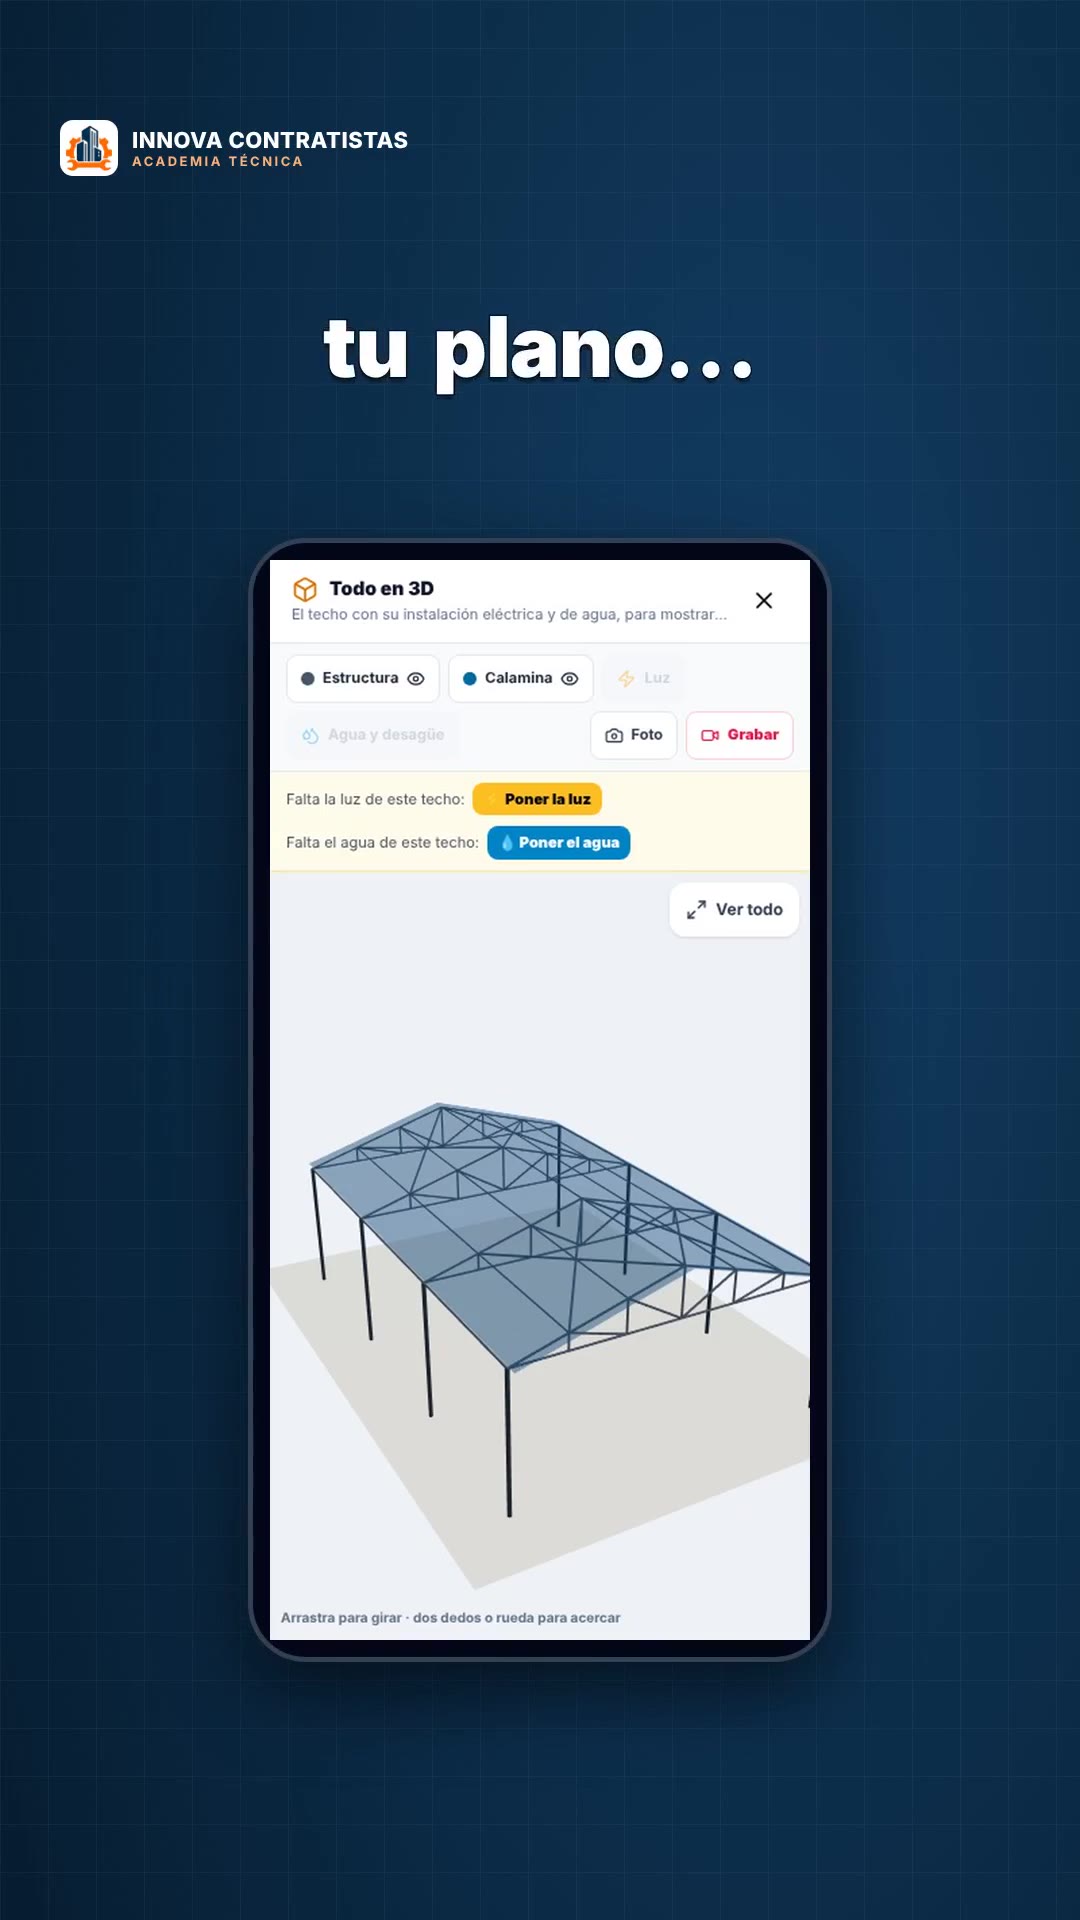 INNOVA CONTRATISTAS
ACADEMIA TÉCNICA
tu plano...
Todo en 3D
El techo con su instalación eléctrica y de agua, para mostrar...
Estructura
Calamina
Luz
Agua y desagüe
Foto
Grabar
Falta la luz de este techo:
Poner la luz
Falta el agua de este techo:
Poner el agua
Ver todo
Arrastra para girar · dos dedos o rueda para acercar